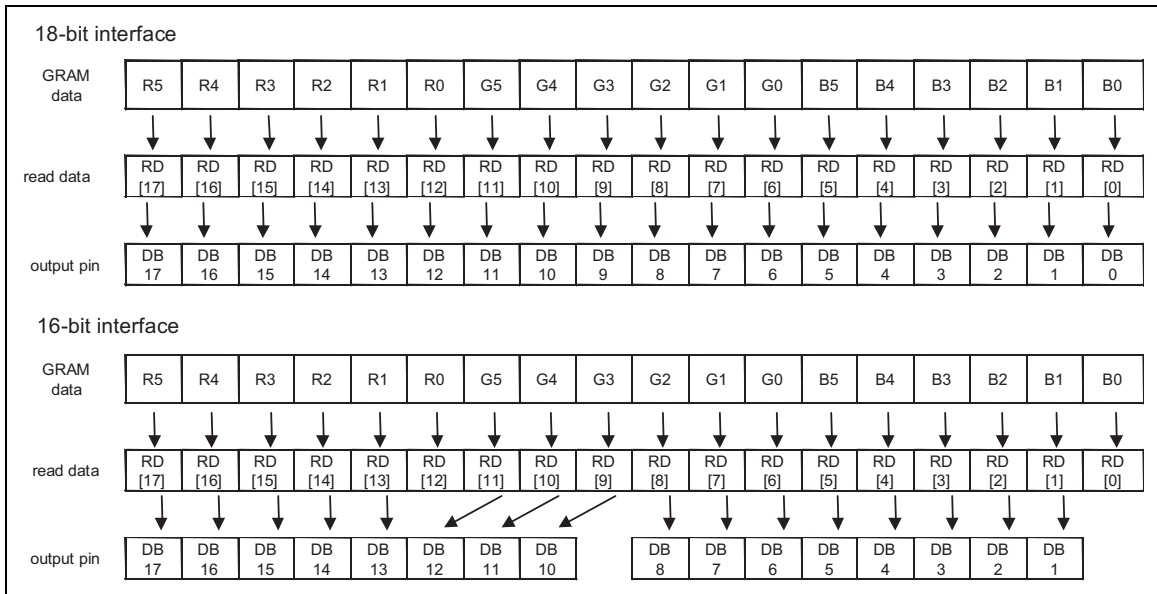 18-bit interface
GRAM data R5 R4 R3 R2 R1 R0 G5 G4 G3 G2 G1 G0 B5 B4 B3 B2 B1 B0
read data RD [17] RD [16] RD [15] RD [14] RD [13] RD [12] RD [11] RD [10] RD [9] RD [8] RD [7] RD [6] RD [5] RD [4] RD [3] RD [2] RD [1] RD [0]
output pin DB 17 DB 16 DB 15 DB 14 DB 13 DB 12 DB 11 DB 10 DB 9 DB 8 DB 7 DB 6 DB 5 DB 4 DB 3 DB 2 DB 1 DB 0
16-bit interface
GRAM data R5 R4 R3 R2 R1 R0 G5 G4 G3 G2 G1 G0 B5 B4 B3 B2 B1 B0
read data RD [17] RD [16] RD [15] RD [14] RD [13] RD [12] RD [11] RD [10] RD [9] RD [8] RD [7] RD [6] RD [5] RD [4] RD [3] RD [2] RD [1] RD [0]
output pin DB 17 DB 16 DB 15 DB 14 DB 13 DB 12 DB 11 DB 10 DB 8 DB 7 DB 6 DB 5 DB 4 DB 3 DB 2 DB 1